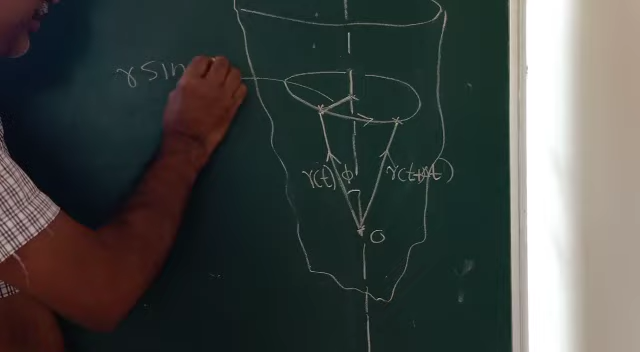 r sin
r(t)
φ
r(t+Δt)
O